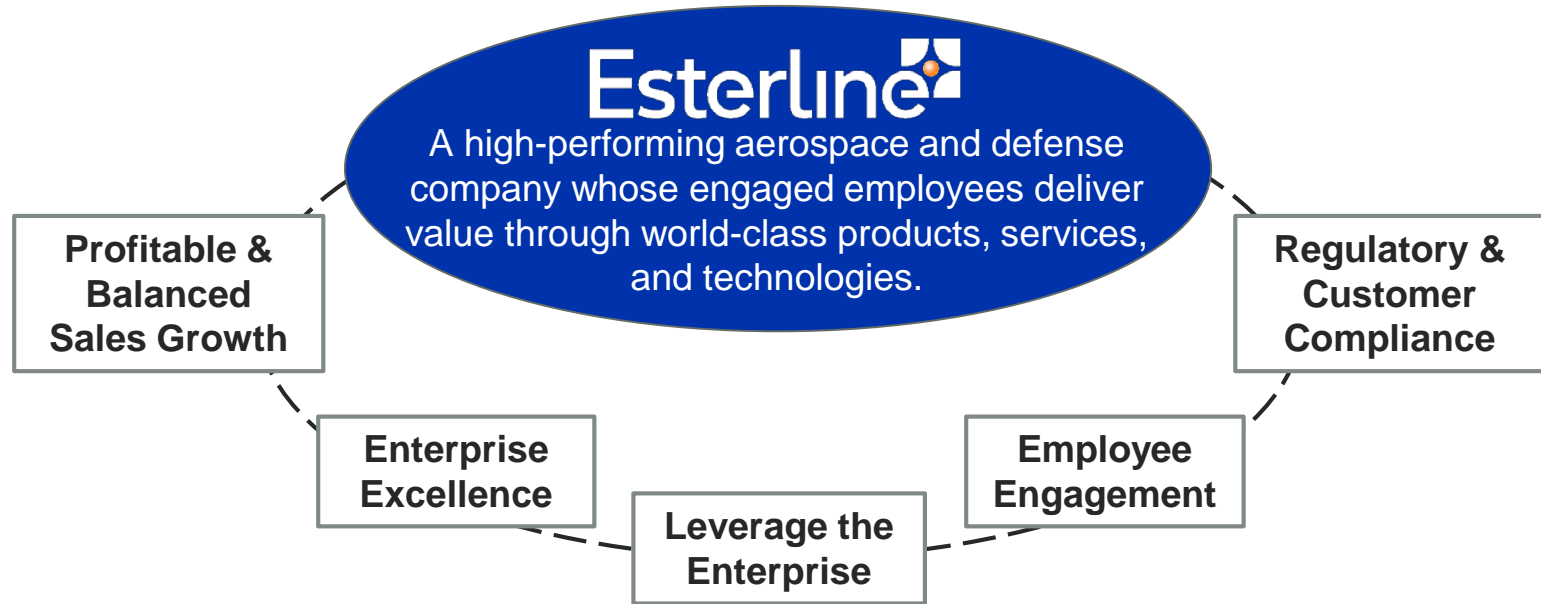 Esterline
A high-performing aerospace and defense
company whose engaged employees deliver
value through world-class products, services,
and technologies.
Profitable &
Balanced
Sales Growth
Enterprise
Excellence
Leverage the
Enterprise
Employee
Engagement
Regulatory &
Customer
Compliance